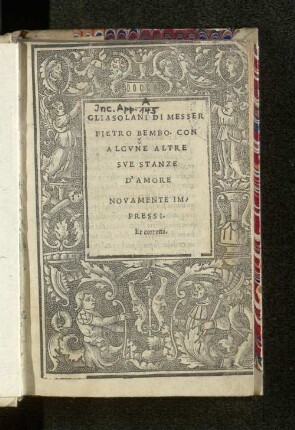 Inc. App. 145
GLI ASOLANI DI MESSER
PIETRO BEMBO. CON
ALCVNE ALTRE
SVE STANZE
D'AMORE
NOVAMENTE IM/
PRESSI.
Et corretti.